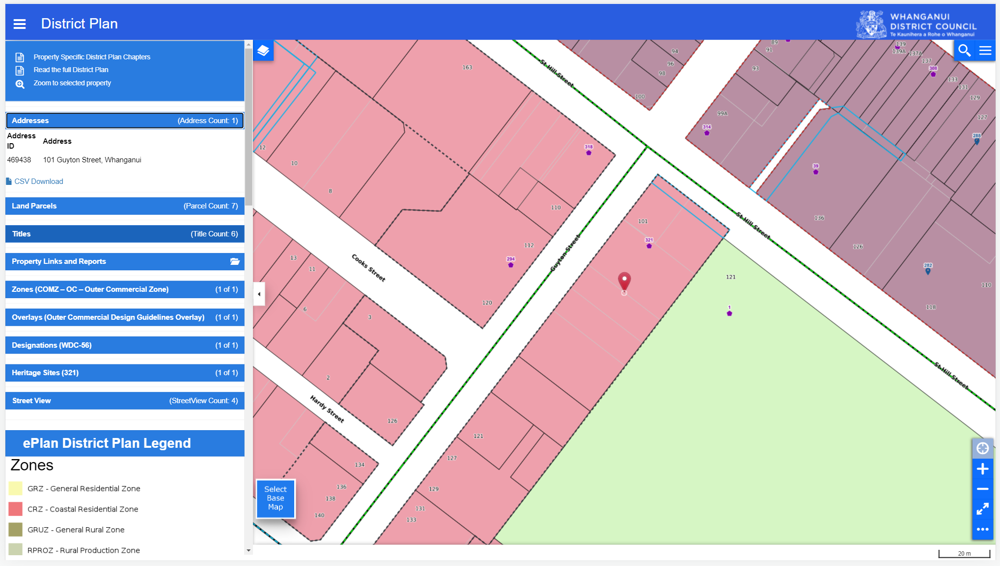 District Plan
WHANGANUI
DISTRICT COUNCIL
Te Kaunihera a Rohe o Whanganui
Property Specific District Plan Chapters
Read the full District Plan
Zoom to selected property
Addresses (Address Count: 1)
Address ID Address
469438 101 Guyton Street, Whanganui
CSV Download
Land Parcels (Parcel Count: 7)
Titles (Title Count: 6)
Property Links and Reports
Zones (COMZ – OC – Outer Commercial Zone) (1 of 1)
Overlays (Outer Commercial Design Guidelines Overlay) (1 of 1)
Designations (WDC-56) (1 of 1)
Heritage Sites (321) (1 of 1)
Street View (StreetView Count: 4)
ePlan District Plan Legend
Zones
GRZ - General Residential Zone
CRZ - Coastal Residential Zone
GRUZ - General Rural Zone
RPROZ - Rural Production Zone
163
St Hill Street
94
96
98
100
89
91
93
139
139A
137A
137
308
133
131
129
127
99A
314
288
12
10
8
318
39
136
110
101
321
St Hill Street
126
112
294
Guyton Street
121
282
110
1
118
13
11
Cooks Street
6
3
120
2
St Hill Street
Hardy Street
126
121
127
134
129
136
138
131
140
133
Select
Base
Map
20 m